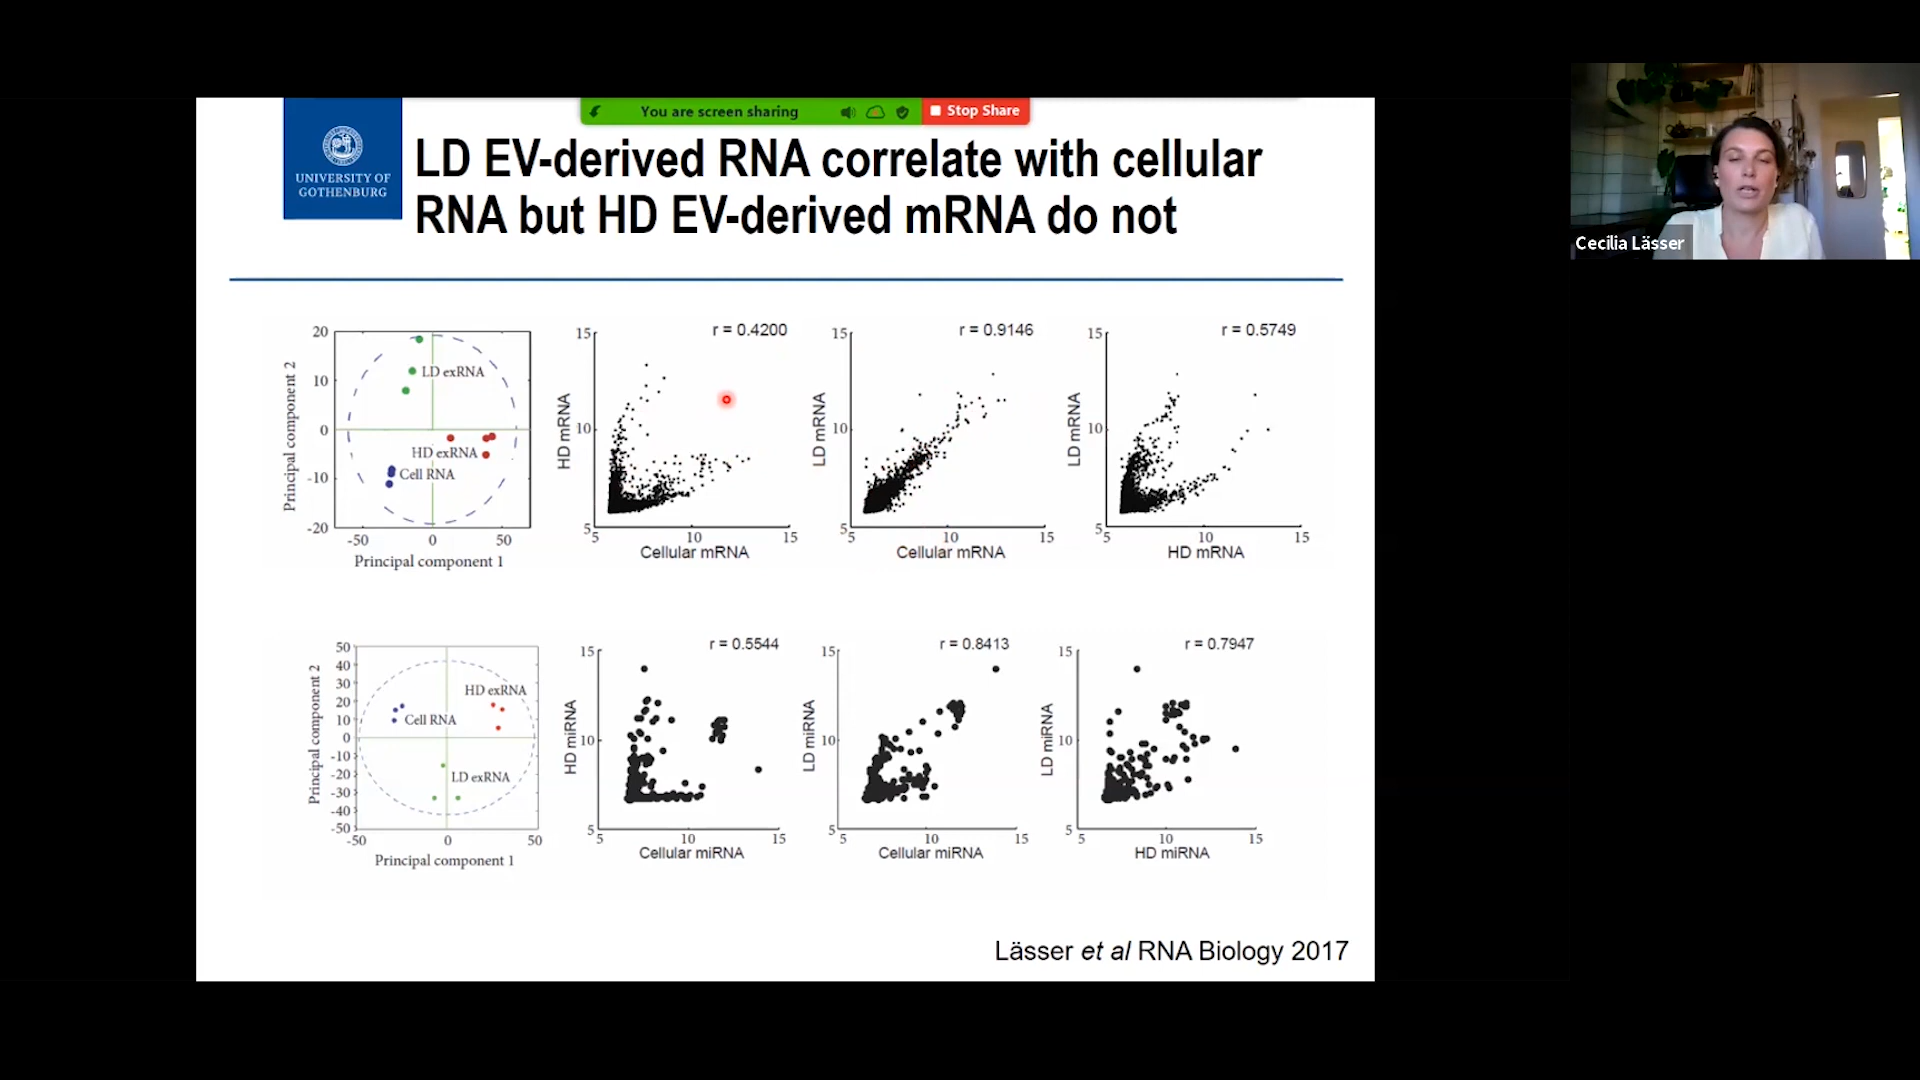 You are screen sharing
Stop Share
UNIVERSITY OF
GOTHENBURG
LD EV-derived RNA correlate with cellular
RNA but HD EV-derived mRNA do not
Cecilia Lässer
20
10
0
-10
-20
-50
0
50
Principal component 2
Principal component 1
LD exRNA
HD exRNA
Cell RNA
r = 0.4200
15
10
5
5
10
15
HD mRNA
Cellular mRNA
r = 0.9146
15
10
5
5
10
15
LD mRNA
Cellular mRNA
r = 0.5749
15
10
5
5
10
15
LD mRNA
HD mRNA
50
40
30
20
10
0
-10
-20
-30
-40
-50
-50
0
50
Principal component 2
Principal component 1
HD exRNA
Cell RNA
LD exRNA
r = 0.5544
15
10
5
5
10
15
HD miRNA
Cellular miRNA
r = 0.8413
15
10
5
5
10
15
LD miRNA
Cellular miRNA
r = 0.7947
15
10
5
5
10
15
LD miRNA
HD miRNA
Lässer et al RNA Biology 2017